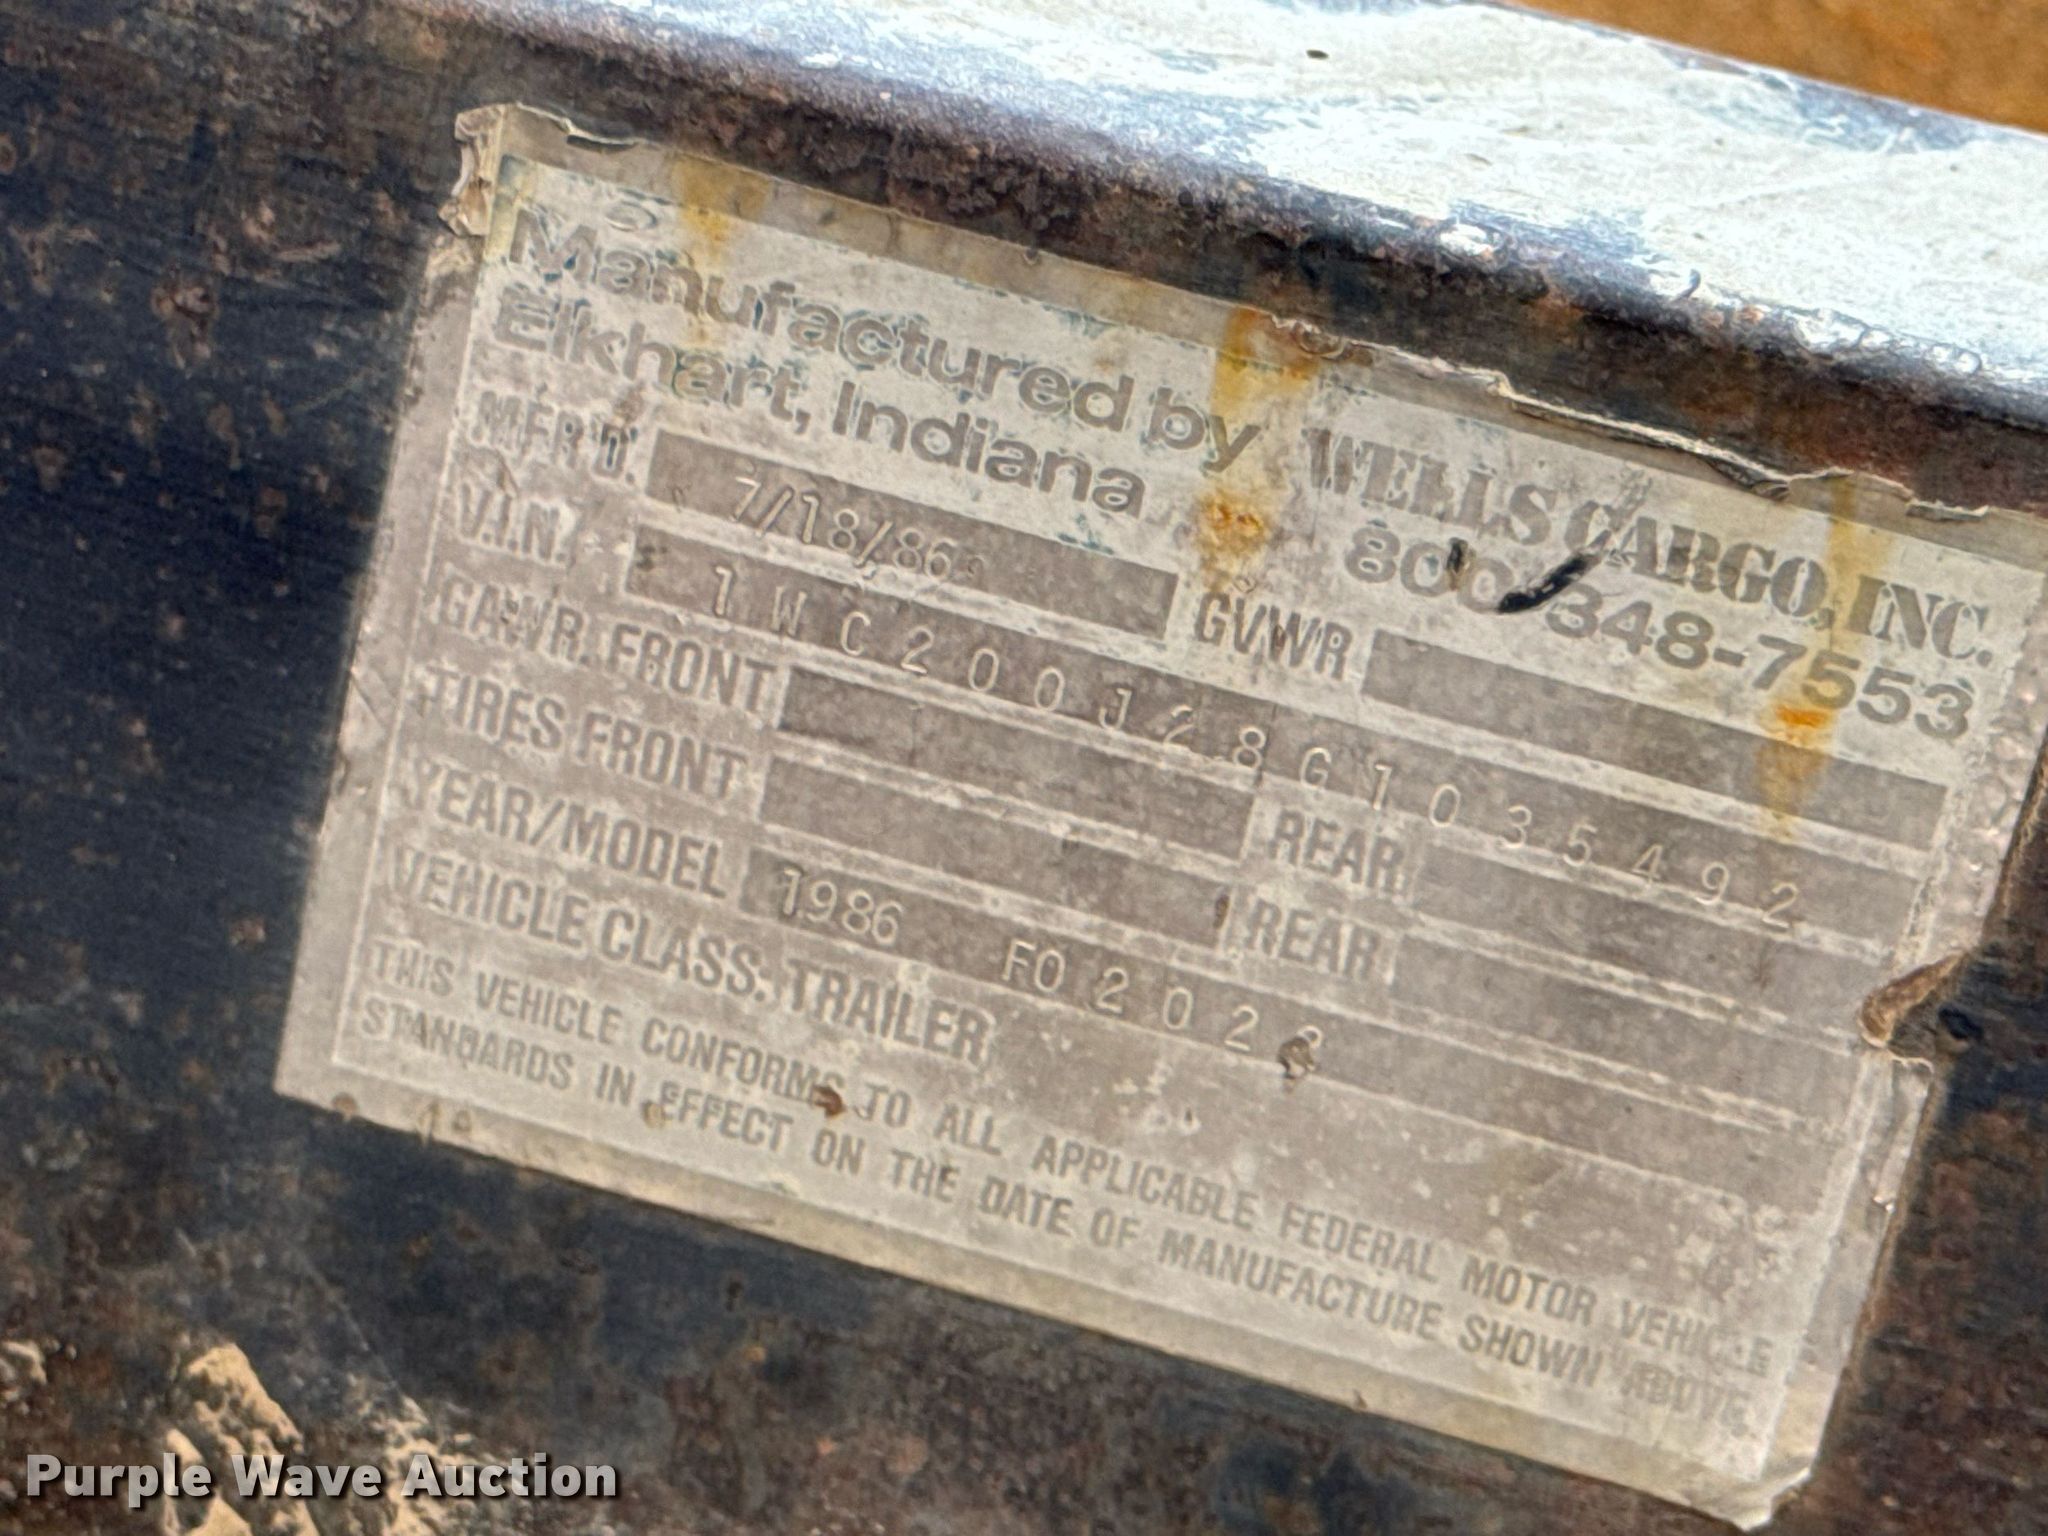 Manufactured by WELLS CARGO, INC.
Elkhart, Indiana 800/348-7553
MFR'D. 7/18/86 GVWR
V.I.N. 1WC200J28G1035492
GAWR. FRONT REAR
TIRES FRONT REAR
YEAR/MODEL 1986 FO202
VEHICLE CLASS. TRAILER
THIS VEHICLE CONFORMS TO ALL APPLICABLE FEDERAL MOTOR VEHICLE
STANDARDS IN EFFECT ON THE DATE OF MANUFACTURE SHOWN ABOVE.
Purple Wave Auction